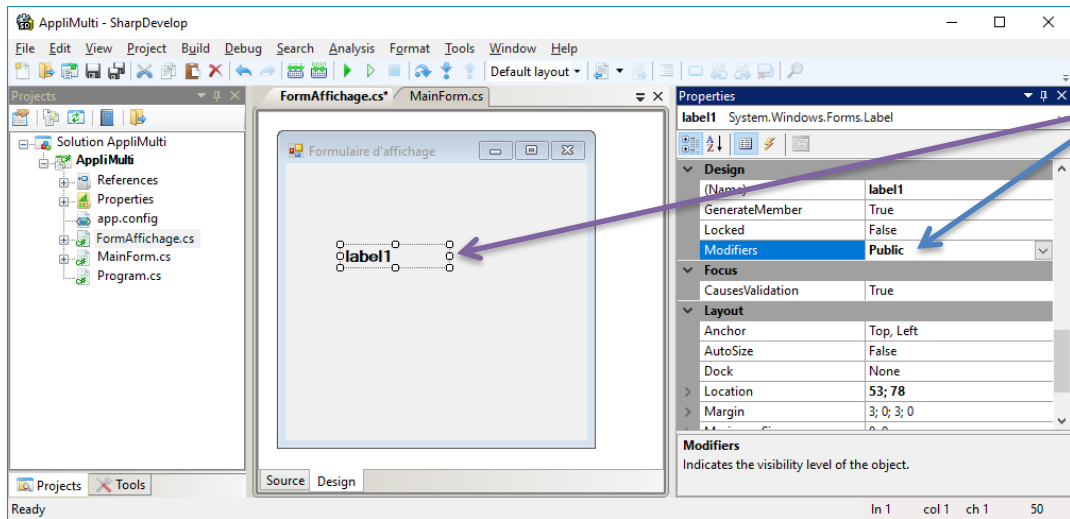 AppliMulti - SharpDevelop
File Edit View Project Build Debug Search Analysis Format Tools Window Help
Default layout
Projects
Solution AppliMulti
AppliMulti
References
Properties
app.config
FormAffichage.cs
MainForm.cs
Program.cs
Projects Tools
FormAffichage.cs* MainForm.cs
Formulaire d'affichage
label1
Source Design
Properties
label1 System.Windows.Forms.Label
Design
(Name) label1
GenerateMember True
Locked False
Modifiers Public
Focus
CausesValidation True
Layout
Anchor Top, Left
AutoSize False
Dock None
Location 53; 78
Margin 3; 0; 3; 0
Modifiers
Indicates the visibility level of the object.
Ready ln 1 col 1 ch 1 50